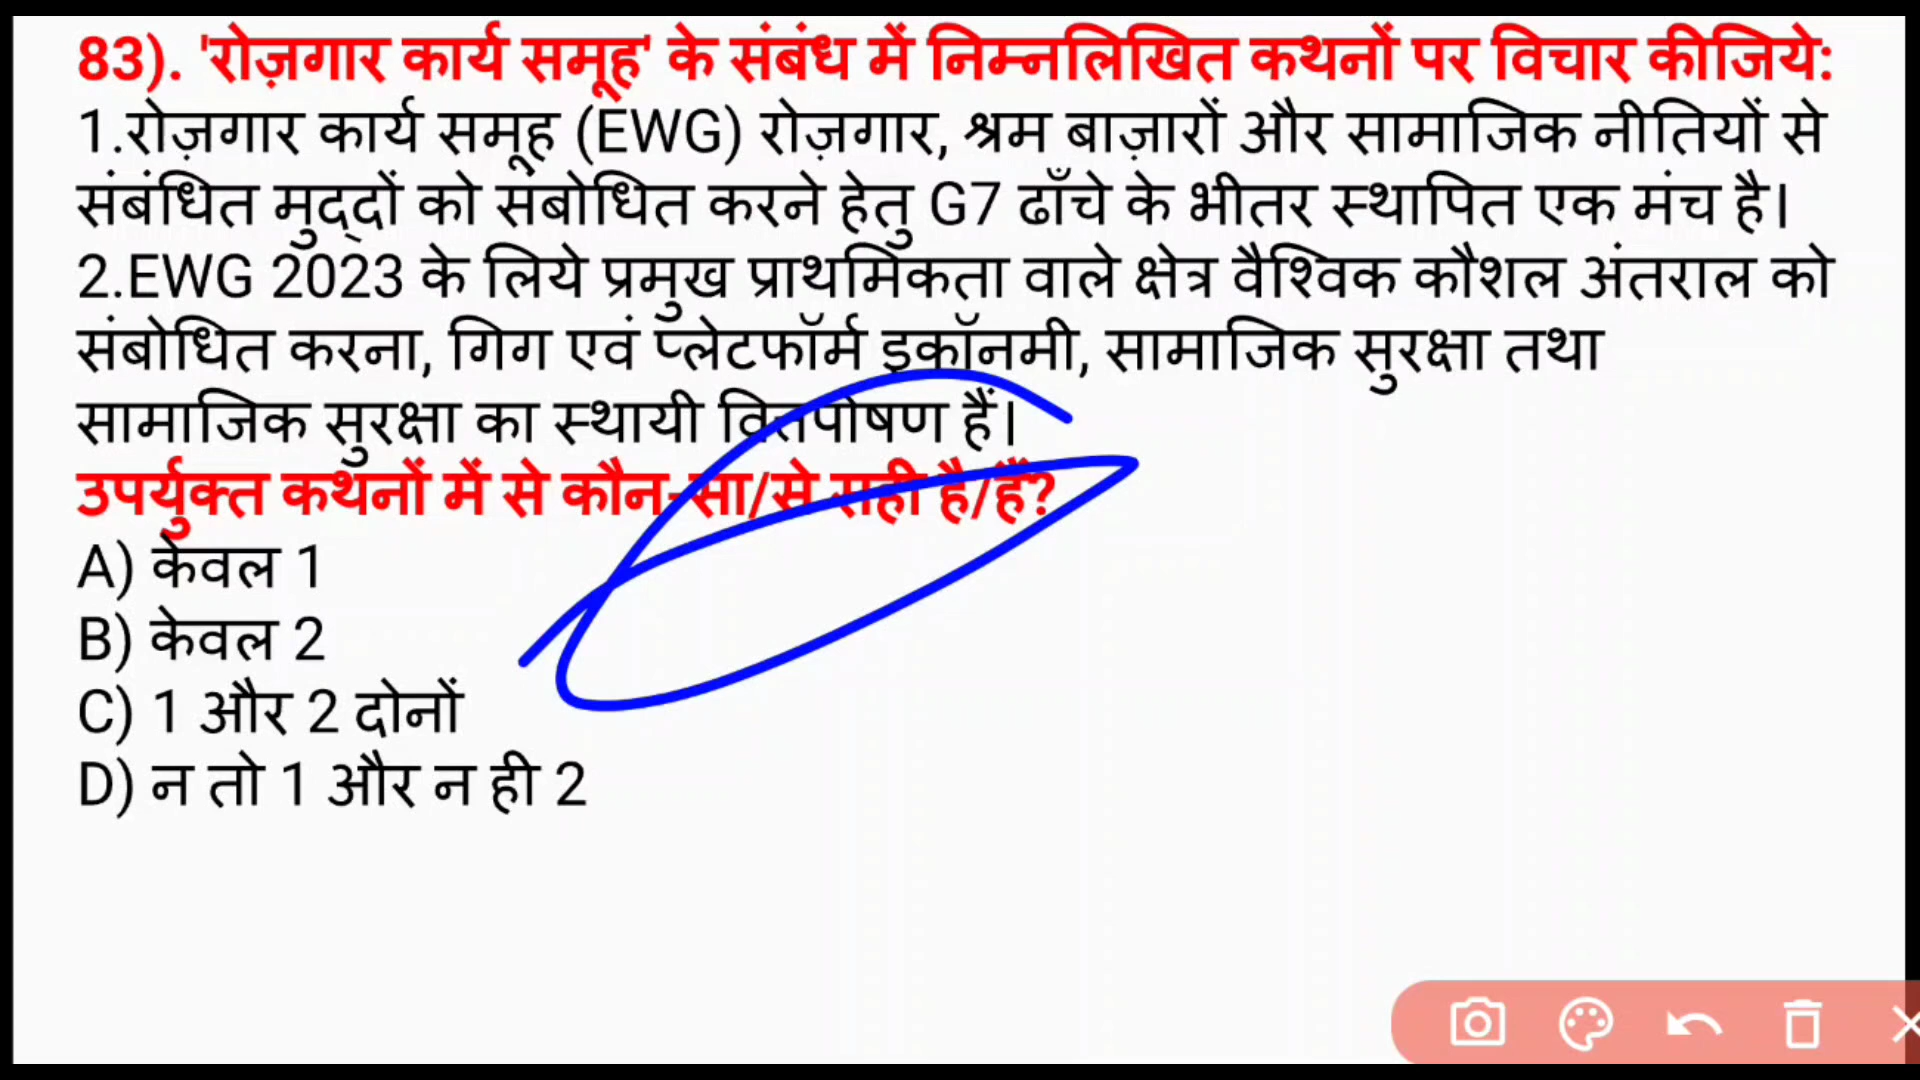 83). 'रोज़गार कार्य समूह' के संबंध में निम्नलिखित कथनों पर विचार कीजिये:
1.रोज़गार कार्य समूह (EWG) रोज़गार, श्रम बाज़ारों और सामाजिक नीतियों से
संबंधित मुद्दों को संबोधित करने हेतु G7 ढाँचे के भीतर स्थापित एक मंच है।
2.EWG 2023 के लिये प्रमुख प्राथमिकता वाले क्षेत्र वैश्विक कौशल अंतराल को
संबोधित करना, गिग एवं प्लेटफॉर्म इकॉनमी, सामाजिक सुरक्षा तथा
सामाजिक सुरक्षा का स्थायी वित्तपोषण हैं।
उपर्युक्त कथनों में से कौन-सा/से सही है/हैं?
A) केवल 1
B) केवल 2
C) 1 और 2 दोनों
D) न तो 1 और न ही 2